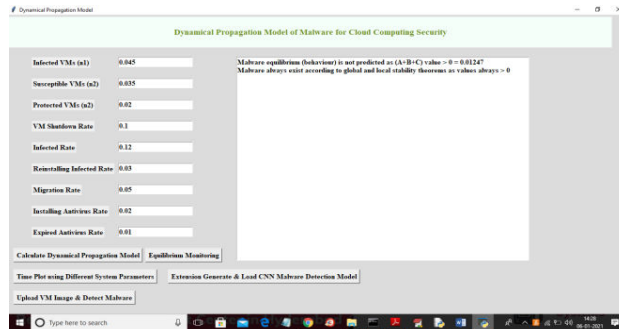 Dynamical Propagation Model
Dynamical Propagation Model of Malware for Cloud Computing Security
Infected VMs (n1) 0.045
Susceptible VMs (n2) 0.035
Protected VMs (n2) 0.02
VM Shutdown Rate 0.1
Infected Rate 0.12
Reinstalling Infected Rate 0.03
Migration Rate 0.05
Installing Antivirus Rate 0.02
Expired Antivirus Rate 0.01
Malware equilibrium (behaviour) is not predicted as (A+B+C) value > 0 = 0.01247
Malware always exist according to global and local stability theorems as values always > 0
Calculate Dynamical Propagation Model Equilibrium Monitoring
Time Plot using Different System Parameters Extension Generate & Load CNN Malware Detection Model
Upload VM Image & Detect Malware
Type here to search
14:28
06-01-2021